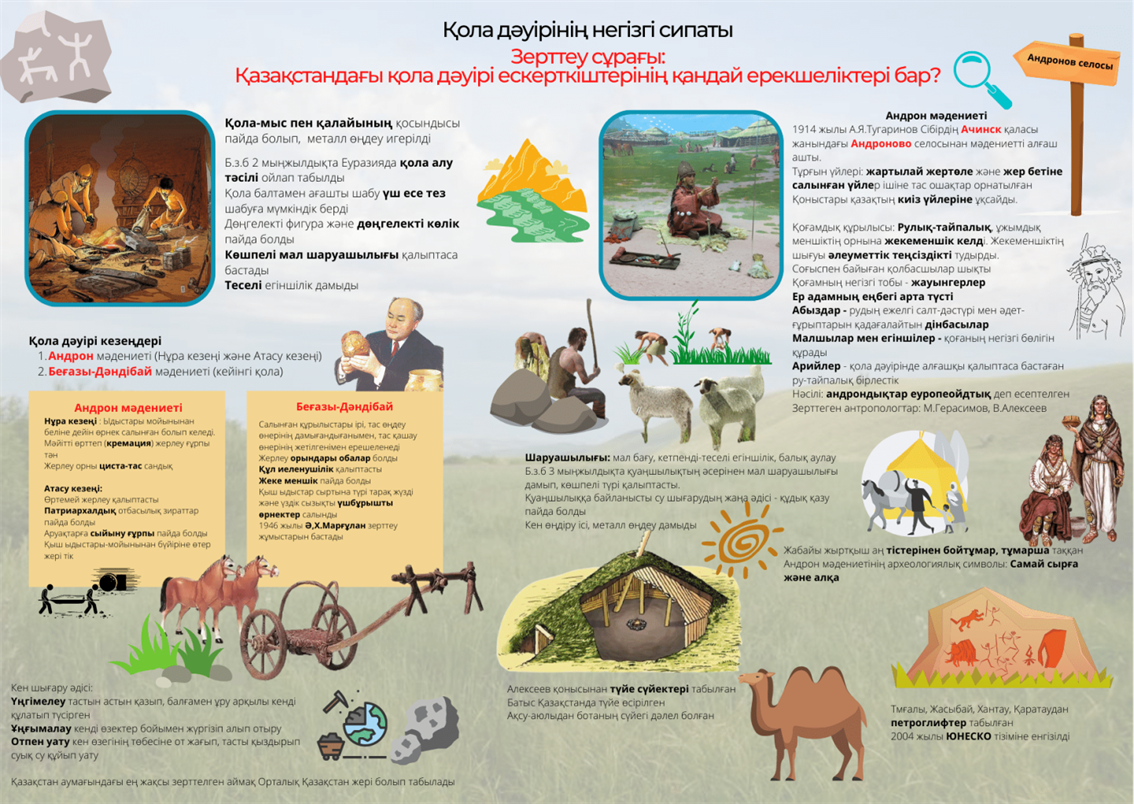 Қола дәуірінің негізгі сипаты
Зерттеу сұрағы:
Қазақстандағы қола дәуірі ескерткіштерінің қандай ерекшеліктері бар?
Андронов селосы
Қола-мыс пен қалайының қосындысы
пайда болып, металл өңдеу игерілді
Б.з.б 2 мыңжылдықта Еуразияда қола алу
тәсілі ойлап табылды
Қола балтамен ағашты шабу үш есе тез
шабуға мүмкіндік берді
Дөңгелекті фигура және дөңгелекті көлік
пайда болды
Көшпелі мал шаруашылығы қалыптаса
бастады
Теселі егіншілік дамыды
Андрон мәдениеті
1914 жылы А.Я.Тугаринов Сібірдің Ачинск қаласы
жанындағы Андроново селосынан мәдениетті алғаш
ашты.
Тұрғын үйлері: жартылай жертөле және жер бетіне
салынған үйлер ішіне тас ошақтар орнатылған
Қоныстары қазақтың киіз үйлеріне ұқсайды.
Қоғамдық құрылысы: Рулық-тайпалық, ұжымдық
меншіктің орнына жекеменшік келді. Жекеменшіктің
шығуы әлеуметтік теңсіздікті тудырды.
Соғыспен байыған қолбасшылар шықты
Қоғамның негізгі тобы - жауынгерлер
Ер адамның еңбегі арта түсті
Абыздар - рудың ежелгі салт-дәстүрі мен әдет-
ғұрыптарын қадағалайтын дінбасылар
Малшылар мен егіншілер - қоғаның негізгі бөлігін
құрады
Арийлер - қола дәуірінде алғашқы қалыптаса бастаған
ру-тайпалық бірлестік
Нәсілі: андрондықтар еуропеойдтық деп есептелген
Зерттеген антропологтар: М.Герасимов, В.Алексеев
Қола дәуірі кезеңдері
1. Андрон мәдениеті (Нұра кезеңі және Атасу кезеңі)
2. Беғазы-Дәндібай мәдениеті (кейінгі қола)
Андрон мәдениеті
Нұра кезеңі : Ыдыстары мойынынан
беліне дейін өрнек салынған болып келеді.
Мәйітті өрттеп (кремация) жерлеу ғұрпы
тән
Жерлеу орны циста-тас сандық
Атасу кезеңі:
Өртемей жерлеу қалыптасты
Патриархалдық отбасылық зираттар
пайда болды
Аруақтарға сыйыну ғұрпы пайда болды
Қыш ыдыстары-мойынынан бүйіріне өтер
жері тік
Беғазы-Дәндібай
Салынған құрылыстары ірі, тас өңдеу
өнерінің дамығандығынымен, тас қашау
өнерінің жетілгенімен ерешеленеді
Жерлеу орындары обалар болды
Құл иеленушілік қалыптасты
Жеке меншік пайда болды
Қыш ыдыстар сыртына түрі тарақ жүзді
және үздік сызықты үшбұрышты
өрнектер салынды
1946 жылы Ә,Х.Марғұлан зерттеу
жұмыстарын бастады
Шаруашылығы: мал бағу, кетпенді-теселі егіншілік, балық аулау
Б.з.б 3 мыңжылдықта қуаңшылықтың әсерінен мал шаруашылығы
дамып, көшпелі түрі қалыптасты.
Қуаңшылыққа байланысты су шығарудың жаңа әдісі - құдық қазу
пайда болды
Кен өндіру ісі, металл өңдеу дамыды
Жабайы жыртқыш аң тістерінен бойтұмар, тұмарша таққан
Андрон мәдениетінің археологиялық символы: Самай сырға
және алқа
Кен шығару әдісі:
Үңгімелеу тастын астын қазып, балғамен ұру арқылы кенді
құлатып түсірген
Ұңғымалау кенді өзектер бойымен жүргізіп алып отыру
Отпен уату кен өзегінің төбесіне от жағып, тасты қыздырып
суық су құйып уату
Қазақстан аумағындағы ең жақсы зерттелген аймақ Орталық Қазақстан жері болып табылады
Алексеев қонысынан түйе сүйектері табылған
Батыс Қазақстанда түйе өсірілген
Ақсу-аюлыдан ботаның сүйегі дәлел болған
Тмғалы, Жасыбай, Хантау, Қаратаудан
петроглифтер табылған
2004 жылы ЮНЕСКО тізіміне енгізілді